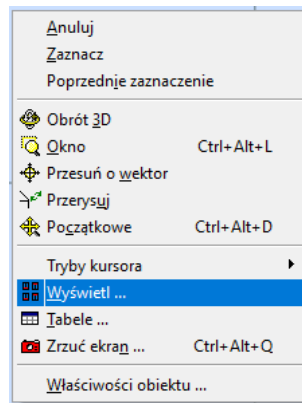 Anuluj
Zaznacz
Poprzednie zaznaczenie
Obrót 3D
Okno Ctrl+Alt+L
Przesuń o wektor
Przerysuj
Początkowe Ctrl+Alt+D
Tryby kursora
Wyświetl ...
Tabele ...
Zrzuć ekran ... Ctrl+Alt+Q
Właściwości obiektu ...